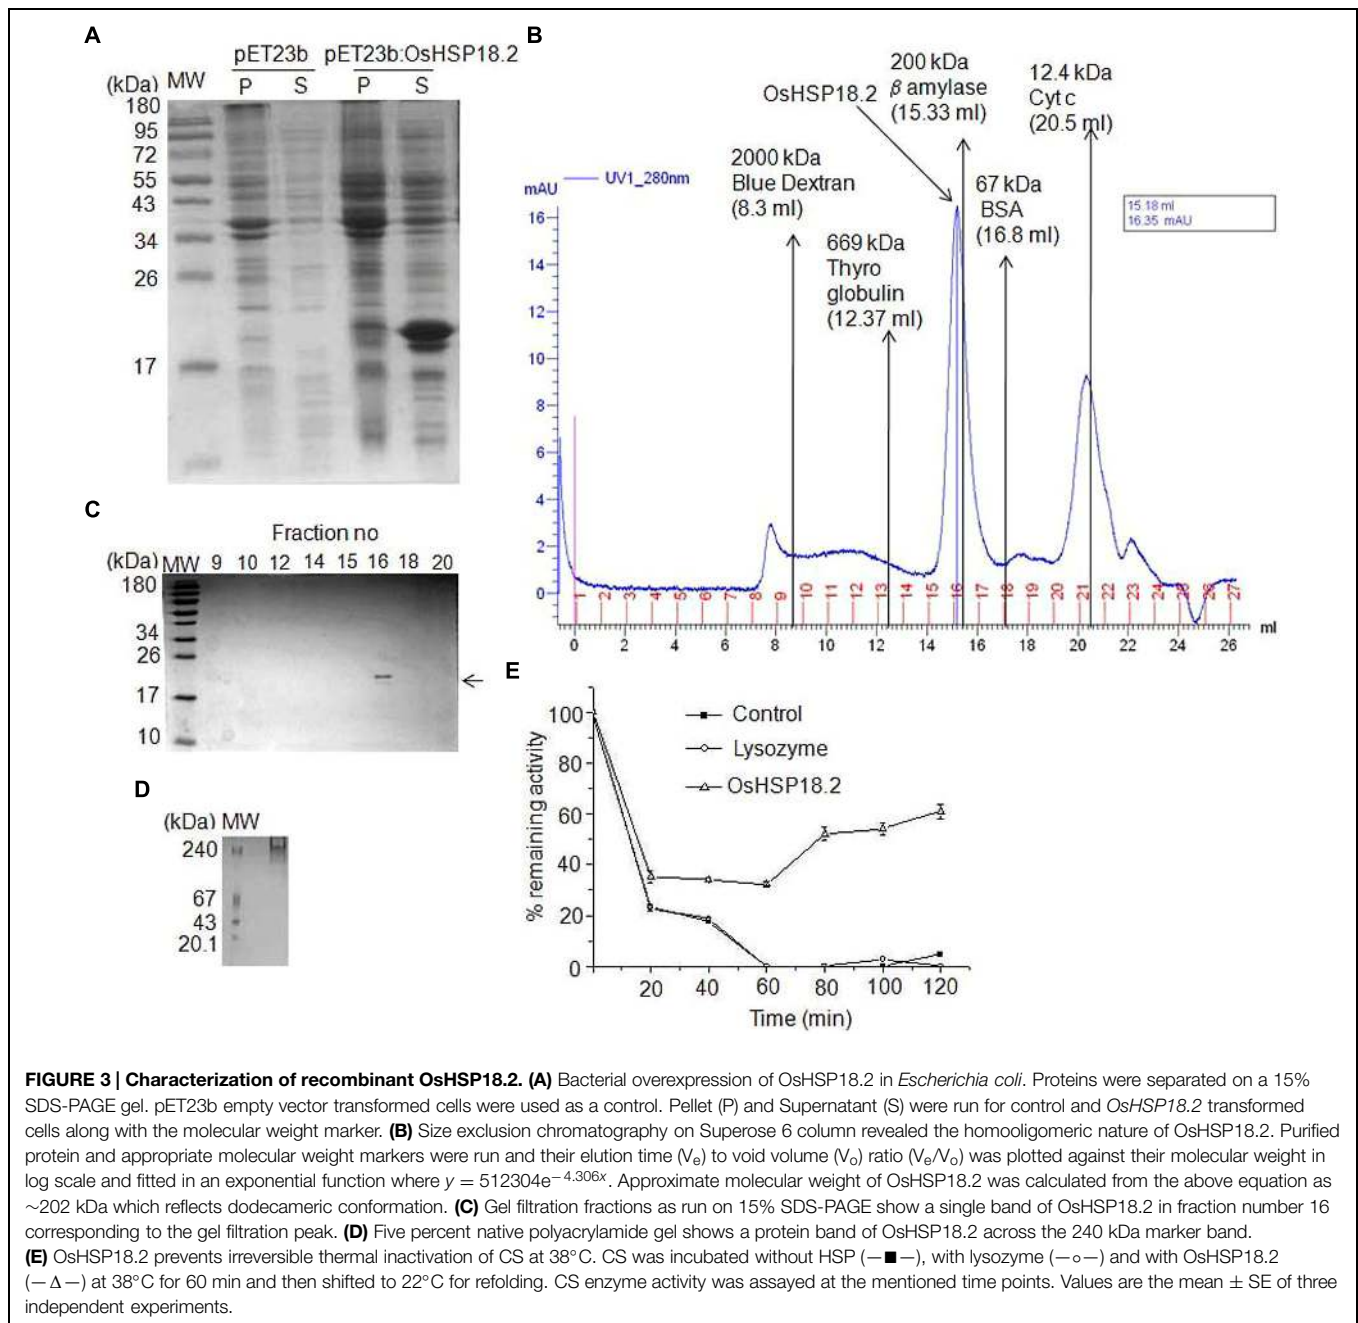 A
pET23b pET23b:OsHSP18.2
(kDa) MW P S P S
180
95
72
55
43
34
26
17
B
OsHSP18.2
200 kDa
β amylase
(15.33 ml)
12.4 kDa
Cyt c
(20.5 ml)
2000 kDa
Blue Dextran
(8.3 ml)
67 kDa
BSA
(16.8 ml)
669 kDa
Thyro
globulin
(12.37 ml)
mAU
UV1_280nm
15.18 ml
16.35 mAU
16
14
12
10
8
6
4
2
0
1 2 3 4 5 6 7 8 9 10 11 12 13 14 15 16 17 18 19 20 21 22 23 24 25 26 27
0 2 4 6 8 10 12 14 16 18 20 22 24 26 ml
C
Fraction no
(kDa) MW 9 10 12 14 15 16 18 20
180
34
26
17
10
D
(kDa) MW
240
67
43
20.1
E
Control
Lysozyme
OsHSP18.2
% remaining activity
100
80
60
40
20
0
20 40 60 80 100 120
Time (min)
FIGURE 3 | Characterization of recombinant OsHSP18.2. (A) Bacterial overexpression of OsHSP18.2 in Escherichia coli. Proteins were separated on a 15%
SDS-PAGE gel. pET23b empty vector transformed cells were used as a control. Pellet (P) and Supernatant (S) were run for control and OsHSP18.2 transformed
cells along with the molecular weight marker. (B) Size exclusion chromatography on Superose 6 column revealed the homooligomeric nature of OsHSP18.2. Purified
protein and appropriate molecular weight markers were run and their elution time (Ve) to void volume (Vo) ratio (Ve/Vo) was plotted against their molecular weight in
log scale and fitted in an exponential function where y = 512304e−4.306x. Approximate molecular weight of OsHSP18.2 was calculated from the above equation as
∼202 kDa which reflects dodecameric conformation. (C) Gel filtration fractions as run on 15% SDS-PAGE show a single band of OsHSP18.2 in fraction number 16
corresponding to the gel filtration peak. (D) Five percent native polyacrylamide gel shows a protein band of OsHSP18.2 across the 240 kDa marker band.
(E) OsHSP18.2 prevents irreversible thermal inactivation of CS at 38°C. CS was incubated without HSP (—■—), with lysozyme (—○—) and with OsHSP18.2
(—Δ—) at 38°C for 60 min and then shifted to 22°C for refolding. CS enzyme activity was assayed at the mentioned time points. Values are the mean ± SE of three
independent experiments.